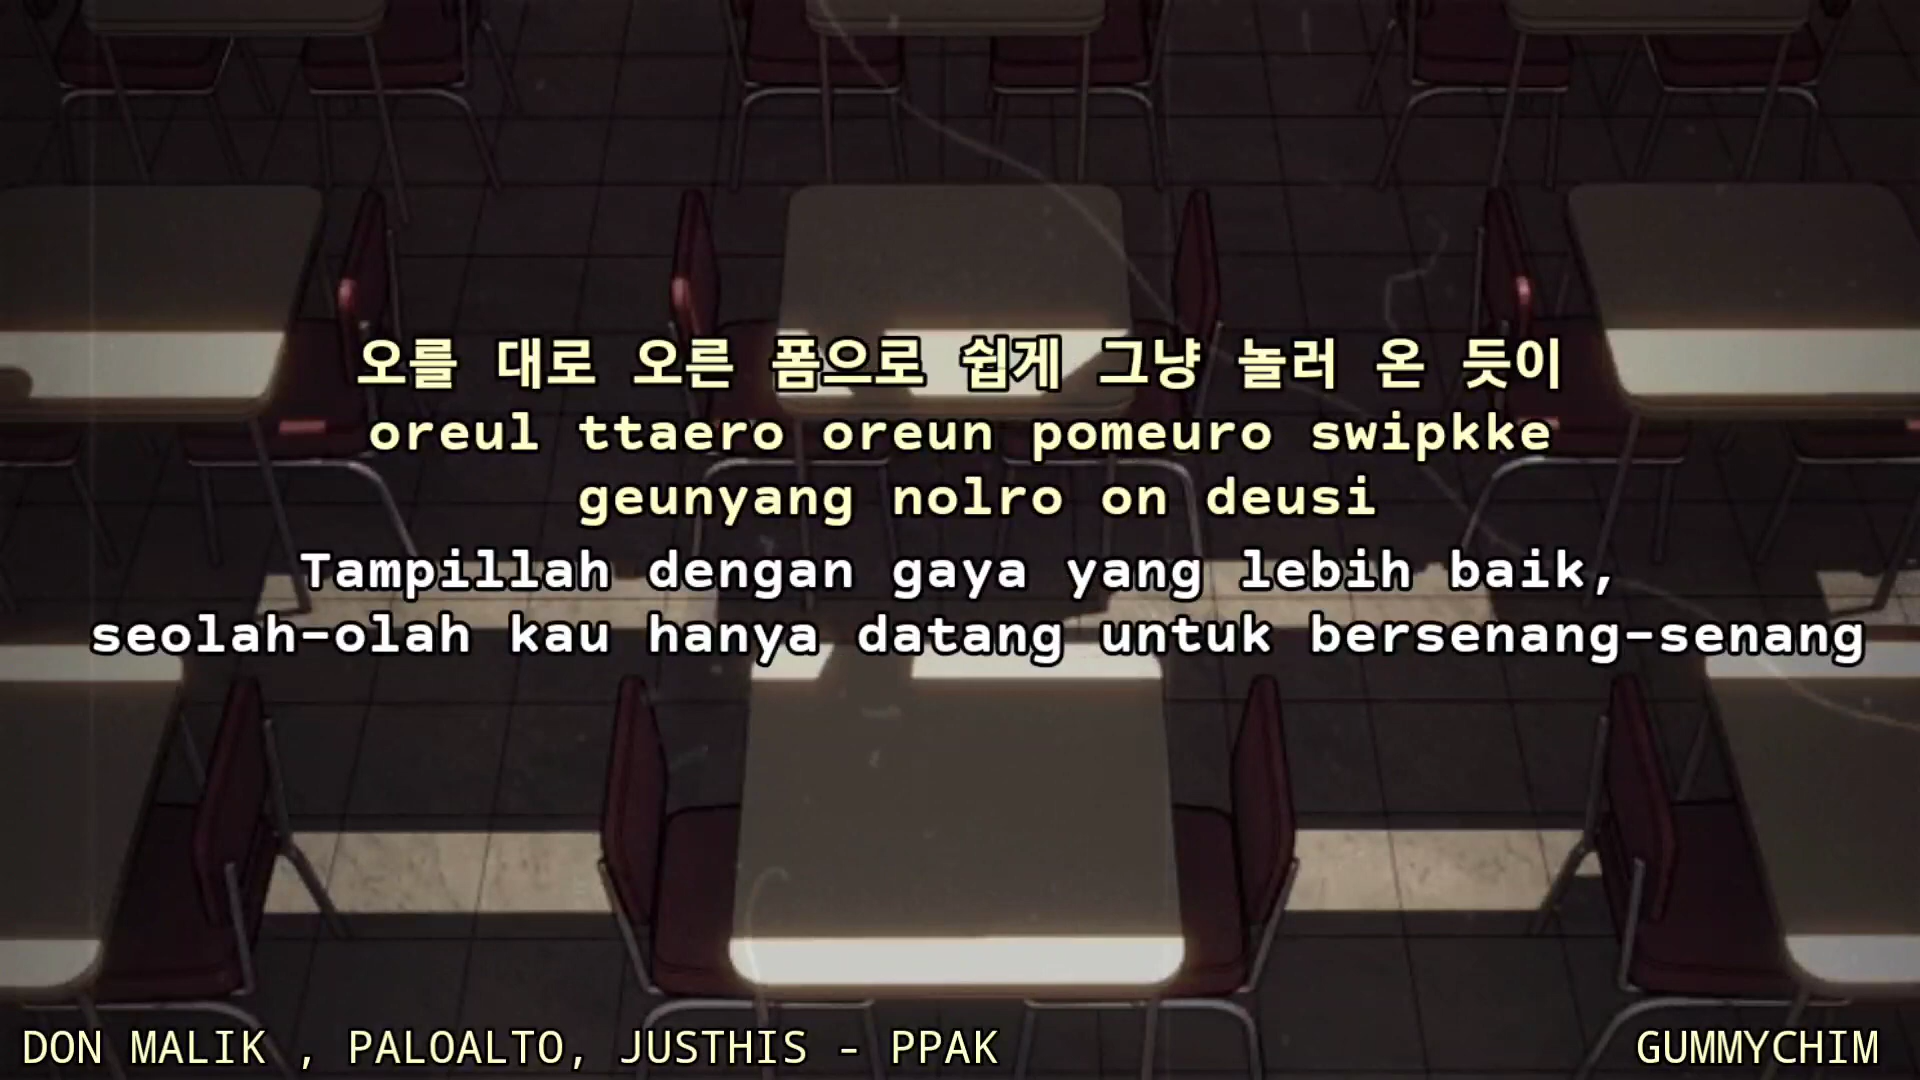 오를 대로 오른 폼으로 쉽게 그냥 놀러 온 듯이
oreul ttaero oreun pomeuro swipkke
geunyang nolro on deusi
Tampillah dengan gaya yang lebih baik,
seolah-olah kau hanya datang untuk bersenang-senang
DON MALIK , PALOALTO, JUSTHIS - PPAK
GUMMYCHIM